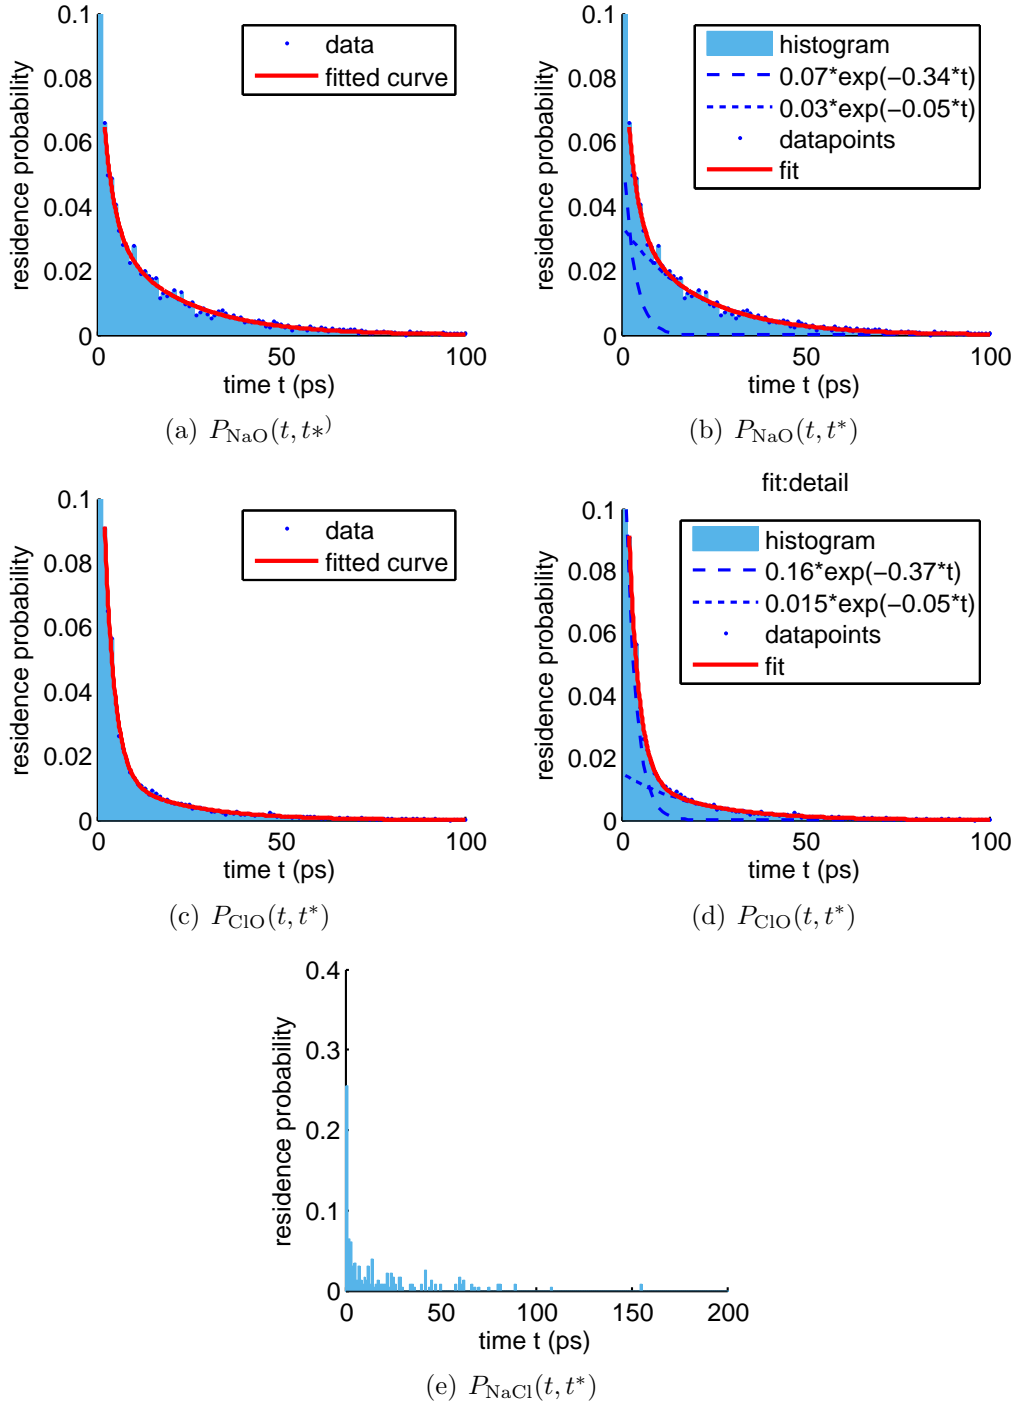 0.1
0.08
0.06
0.04
0.02
0
residence probability
data
fitted curve
0
50
100
time t (ps)
(a) P_NaO(t, t*⁾
0.1
0.08
0.06
0.04
0.02
0
residence probability
histogram
0.07*exp(−0.34*t)
0.03*exp(−0.05*t)
datapoints
fit
0
50
100
time t (ps)
(b) P_NaO(t, t*)
0.1
0.08
0.06
0.04
0.02
0
residence probability
data
fitted curve
0
50
100
time t (ps)
(c) P_ClO(t, t*)
fit:detail
0.1
0.08
0.06
0.04
0.02
0
residence probability
histogram
0.16*exp(−0.37*t)
0.015*exp(−0.05*t)
datapoints
fit
0
50
100
time t (ps)
(d) P_ClO(t, t*)
0.4
0.3
0.2
0.1
0
residence probability
0
50
100
150
200
time t (ps)
(e) P_NaCl(t, t*)